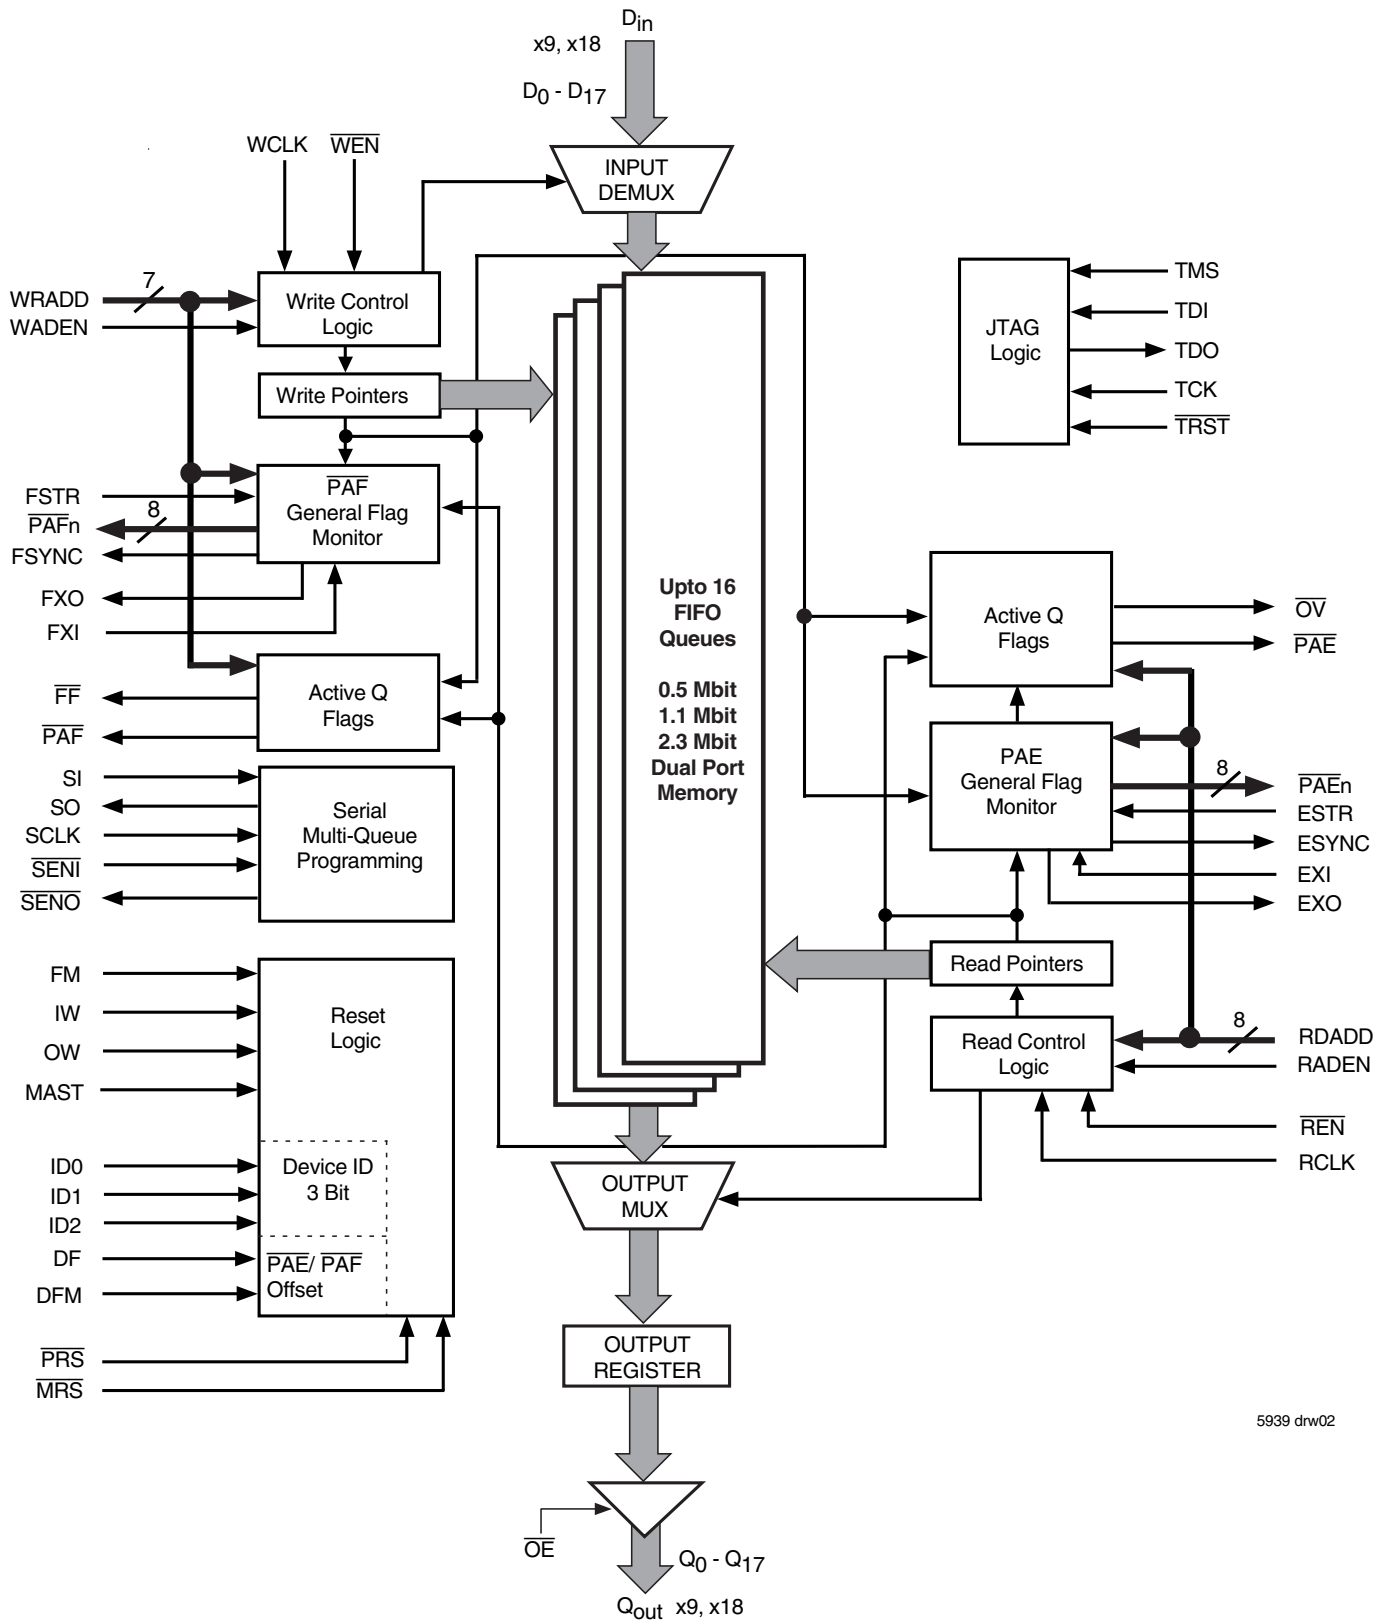 Din
x9, x18
D0 - D17
WCLK
WEN
INPUT
DEMUX
7
WRADD
WADEN
Write Control
Logic
Write Pointers
FSTR
PAFn
8
FSYNC
FXO
FXI
PAF
General Flag
Monitor
FF
PAF
Active Q
Flags
SI
SO
SCLK
SENI
SENO
Serial
Multi-Queue
Programming
FM
IW
OW
MAST
Reset
Logic
ID0
ID1
ID2
Device ID
3 Bit
DF
DFM
PAE/ PAF
Offset
PRS
MRS
Upto 16
FIFO
Queues
0.5 Mbit
1.1 Mbit
2.3 Mbit
Dual Port
Memory
JTAG
Logic
TMS
TDI
TDO
TCK
TRST
Active Q
Flags
OV
PAE
PAE
General Flag
Monitor
8
PAEn
ESTR
ESYNC
EXI
EXO
Read Pointers
Read Control
Logic
8
RDADD
RADEN
REN
RCLK
OUTPUT
MUX
OUTPUT
REGISTER
OE
Q0 - Q17
Qout x9, x18
5939 drw02